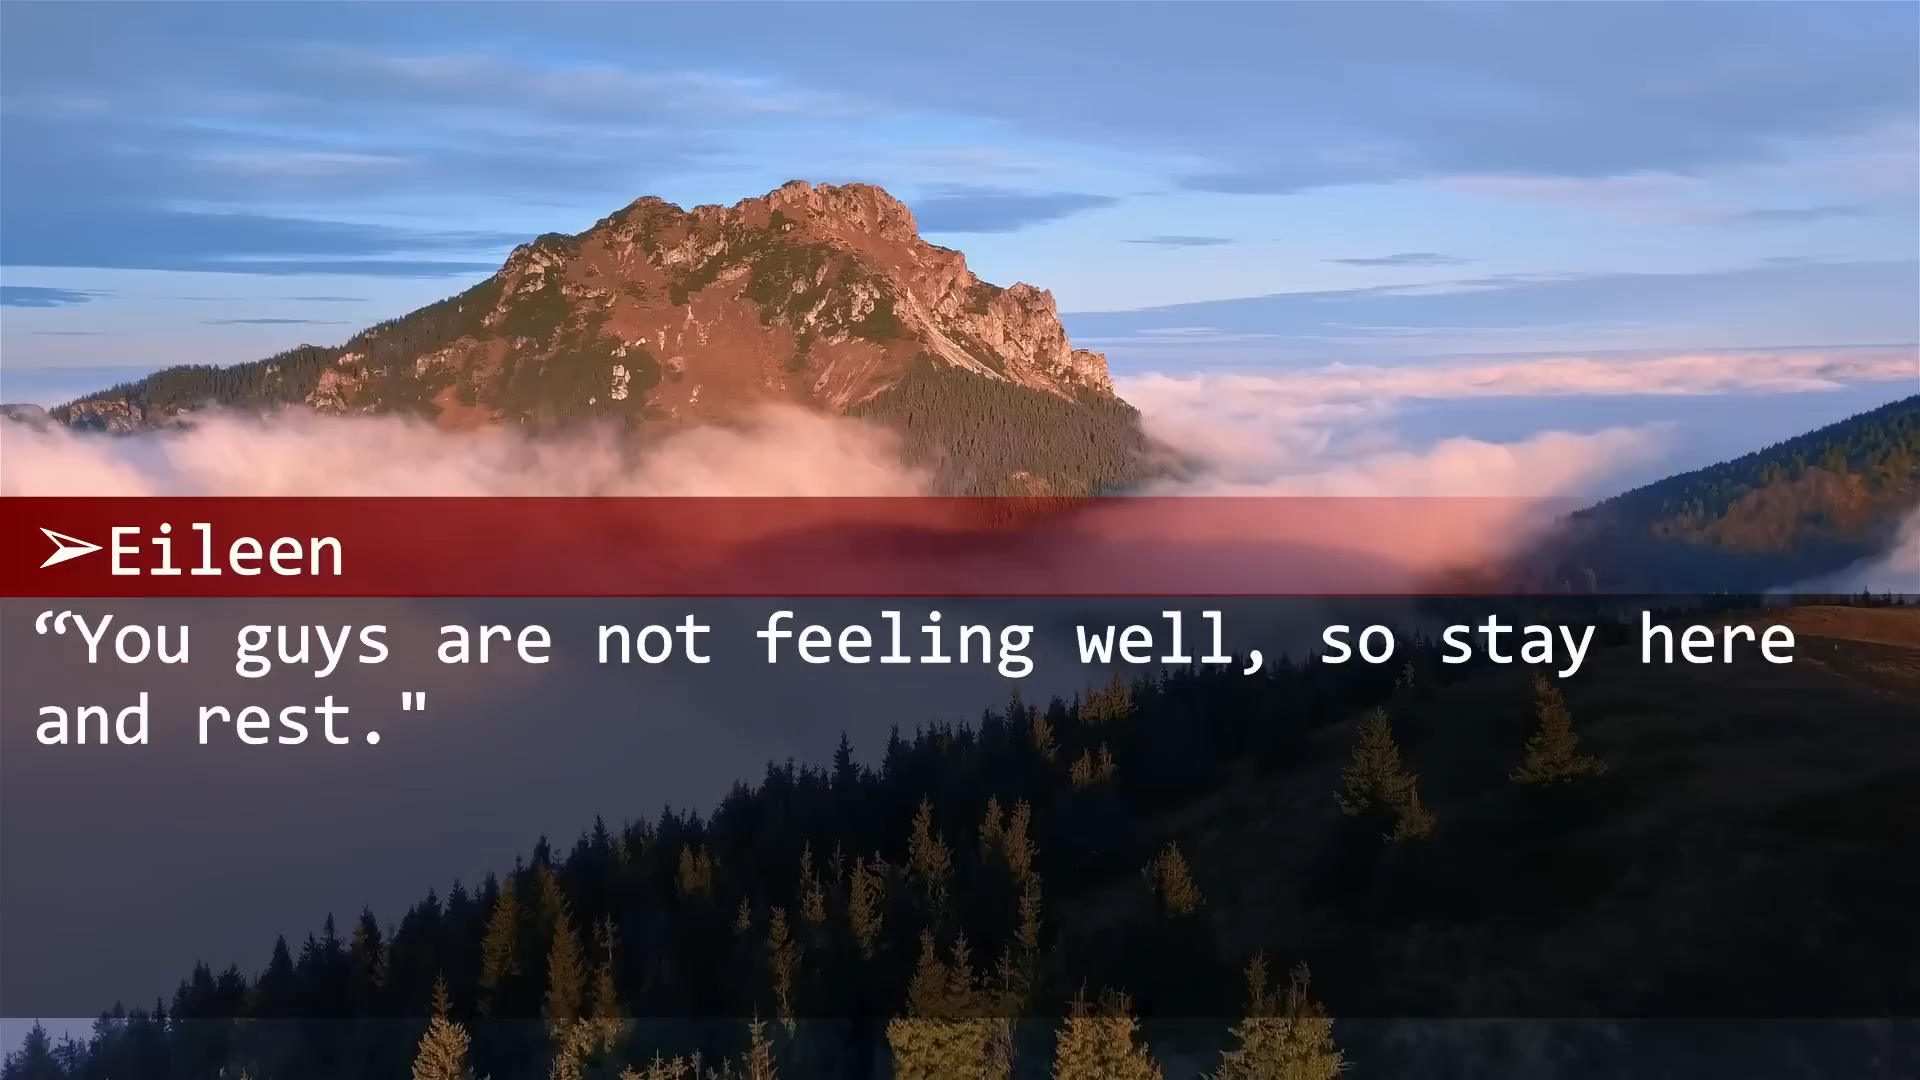 ➢Eileen
“You guys are not feeling well, so stay here
and rest."